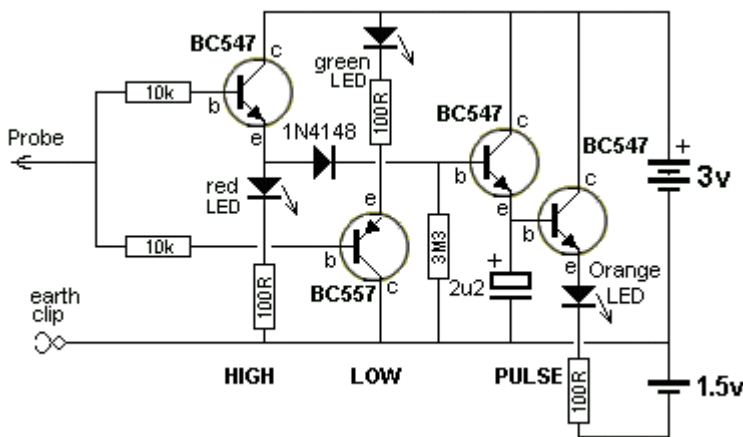 BC547
c
green
LED
10k
b
100R
BC547
c
BC547
e
1N4148
Probe
b
c
+
3v
red
LED
e
e
b
10k
b
3M3
+
e
Orange
LED
100R
BC557
c
2u2
earth
clip
HIGH
LOW
PULSE
100R
1.5v